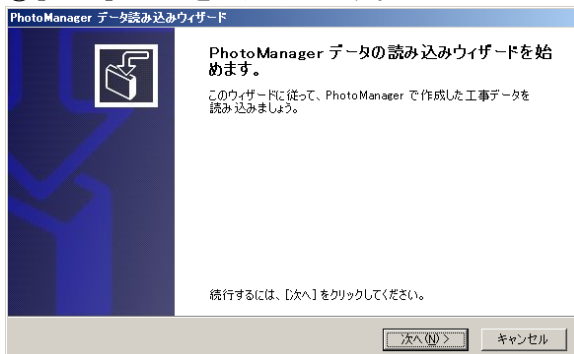 PhotoManager データ読み込みウィザード
PhotoManager データの読み込みウィザードを始
めます。
このウィザードに従って、PhotoManager で作成した工事データを
読み込みましょう。
続行するには、[次へ] をクリックしてください。
次へ(N) >
キャンセル